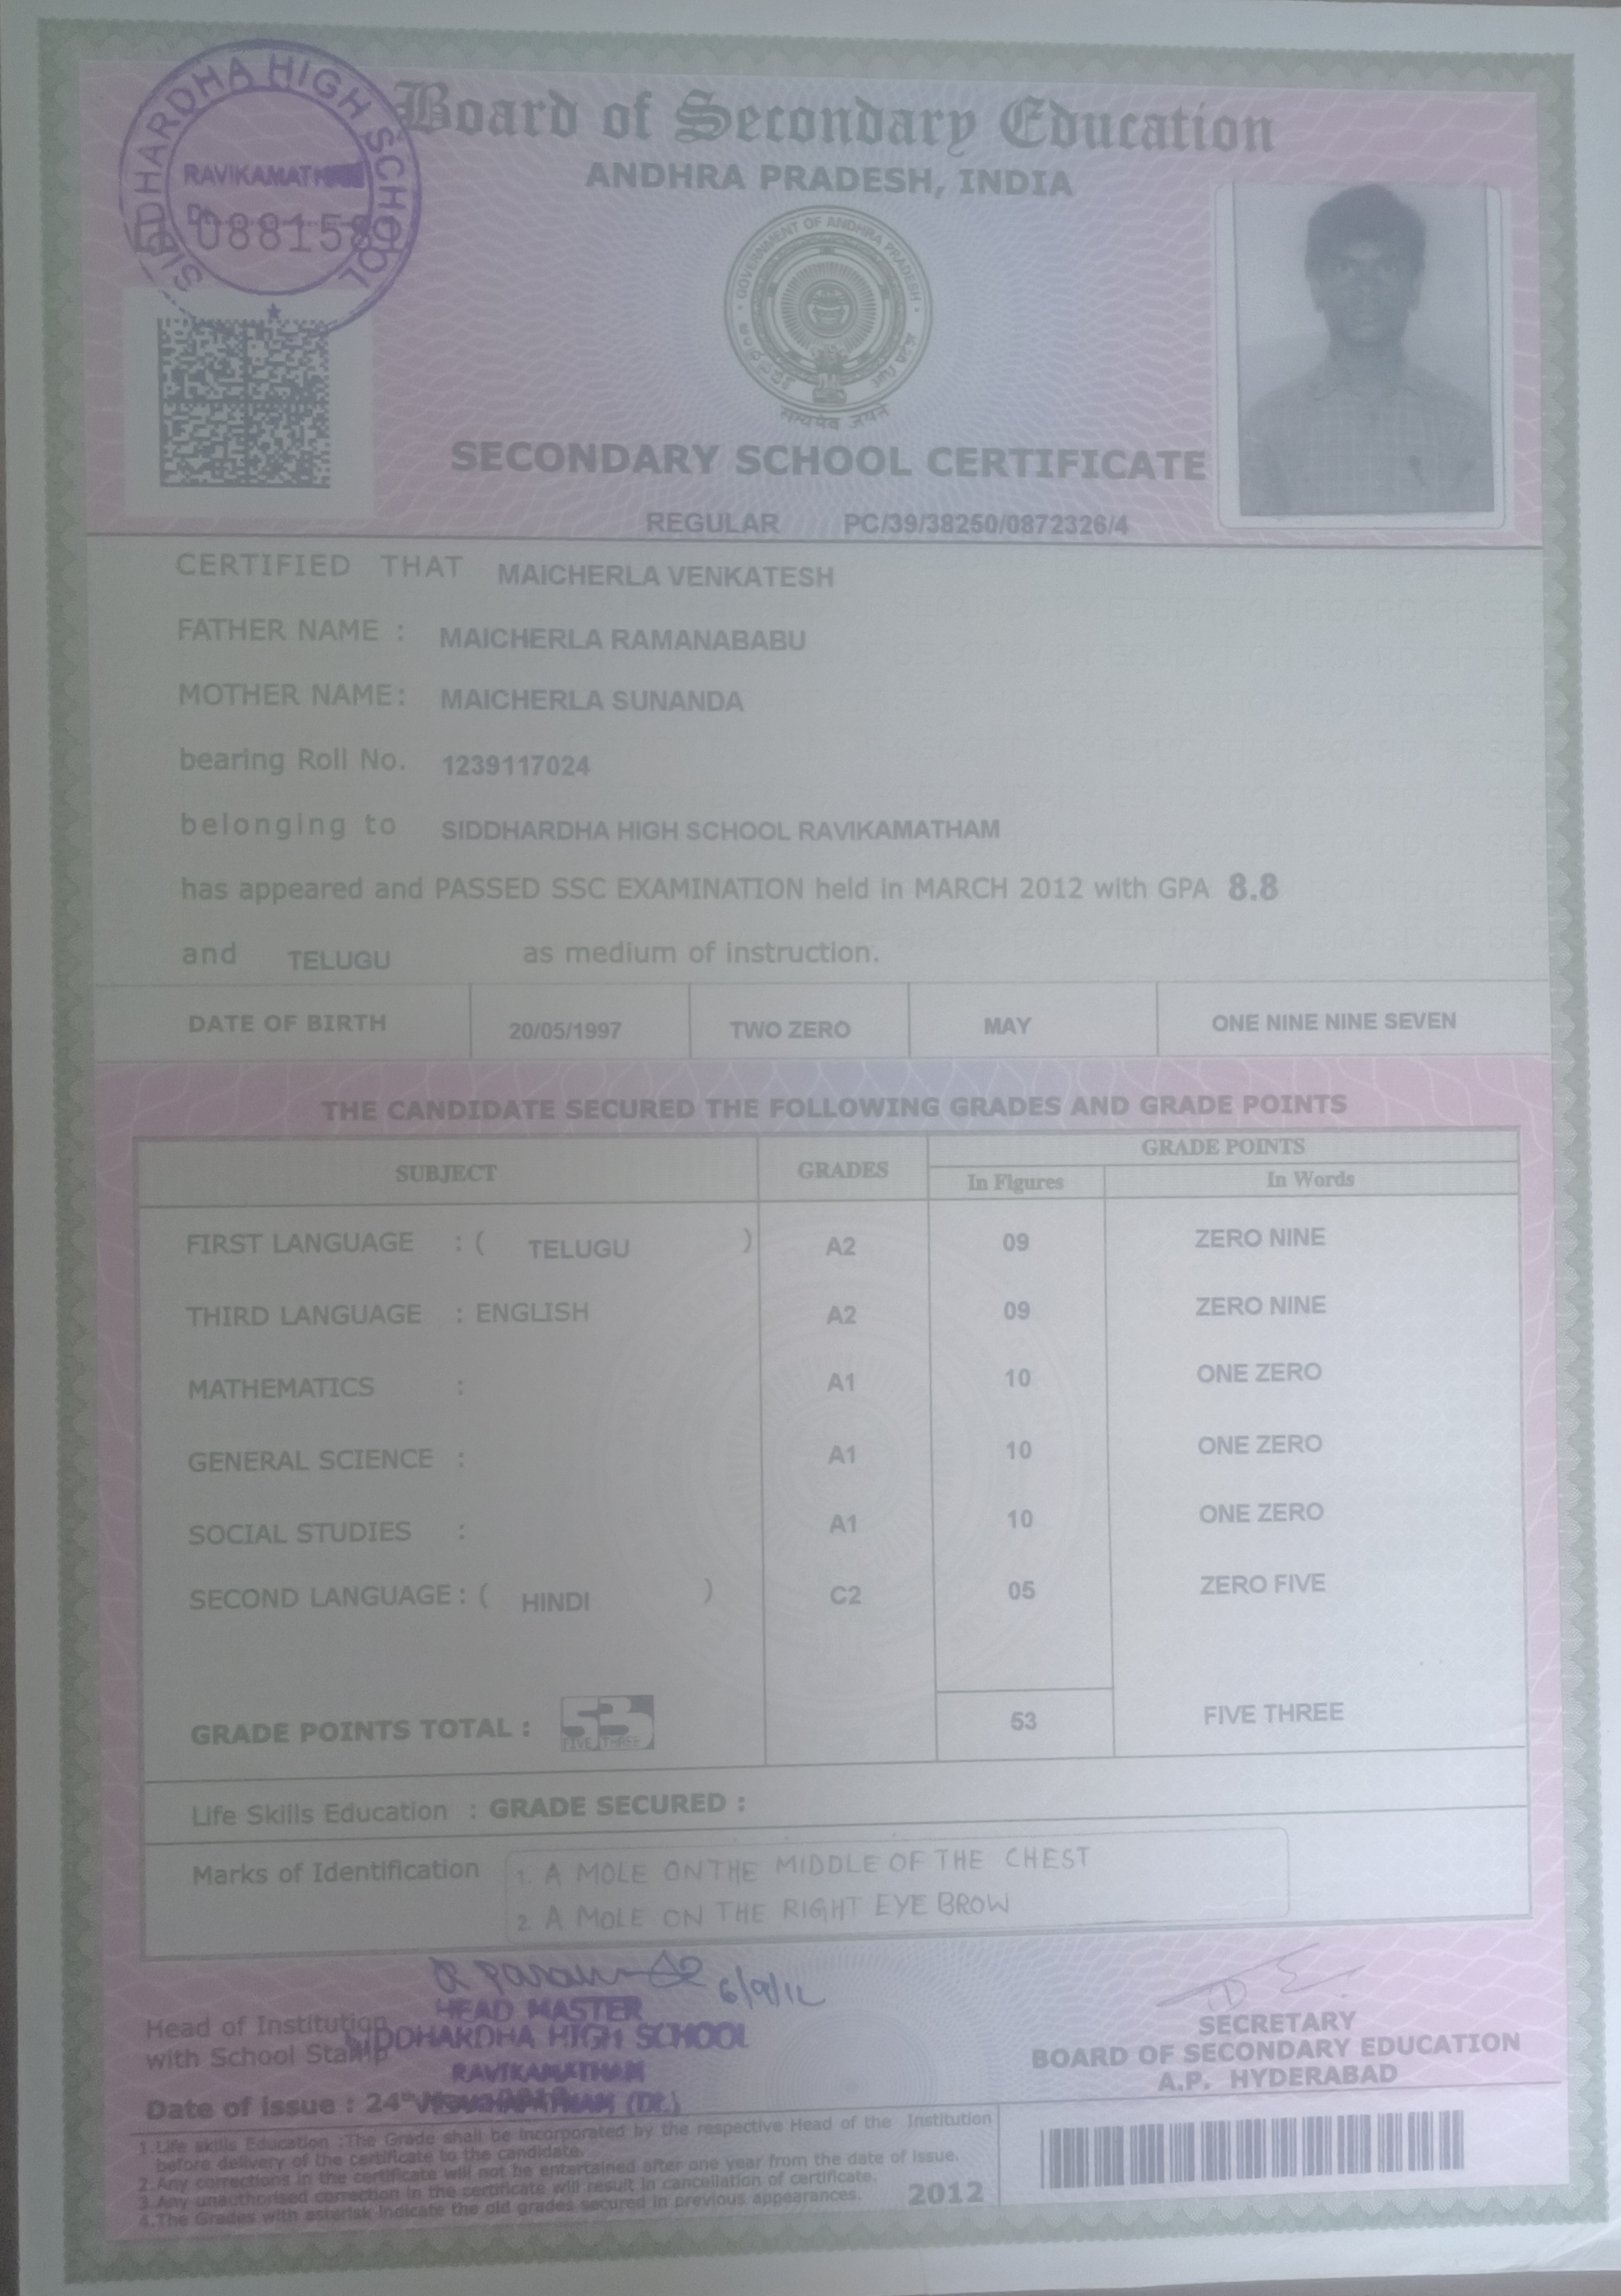 Board of Secondary Education
ANDHRA PRADESH, INDIA
SIDDHARDHA HIGH SCHOOL
RAVIKAMATHAM
GOVERNMENT OF ANDHRA PRADESH
सत्यमेव जयते
SECONDARY SCHOOL CERTIFICATE
REGULAR PC/39/38250/0872326/4
CERTIFIED THAT MAICHERLA VENKATESH
FATHER NAME : MAICHERLA RAMANABABU
MOTHER NAME: MAICHERLA SUNANDA
bearing Roll No. 1239117024
belonging to SIDDHARDHA HIGH SCHOOL RAVIKAMATHAM
has appeared and PASSED SSC EXAMINATION held in MARCH 2012 with GPA 8.8
and TELUGU as medium of instruction.
DATE OF BIRTH 20/05/1997 TWO ZERO MAY ONE NINE NINE SEVEN
THE CANDIDATE SECURED THE FOLLOWING GRADES AND GRADE POINTS
SUBJECT GRADES GRADE POINTS
In Figures In Words
FIRST LANGUAGE : ( TELUGU ) A2 09 ZERO NINE
THIRD LANGUAGE : ENGLISH A2 09 ZERO NINE
MATHEMATICS : A1 10 ONE ZERO
GENERAL SCIENCE : A1 10 ONE ZERO
SOCIAL STUDIES : A1 10 ONE ZERO
SECOND LANGUAGE : ( HINDI ) C2 05 ZERO FIVE
GRADE POINTS TOTAL : 53 FIVE THREE 53 FIVE THREE
Life Skills Education : GRADE SECURED :
Marks of Identification
1. A MOLE ON THE MIDDLE OF THE CHEST
2. A MOLE ON THE RIGHT EYE BROW
6/9/12
HEAD MASTER
SIDDHARDHA HIGH SCHOOL
RAVIKAMATHAM
VISAKHAPATNAM (Dt.)
Head of Institution
with School Stamp
Date of issue : 24th
SECRETARY
BOARD OF SECONDARY EDUCATION
A.P. HYDERABAD
1.Life skills Education :The Grade shall be incorporated by the respective Head of the Institution
before delivery of the certificate to the candidate.
2.Any corrections in the certificate will not be entertained after one year from the date of issue.
3.Any unauthorised correction in the certificate will result in cancellation of certificate.
4.The Grades with asterisk indicate the old grades secured in previous appearances.
2012